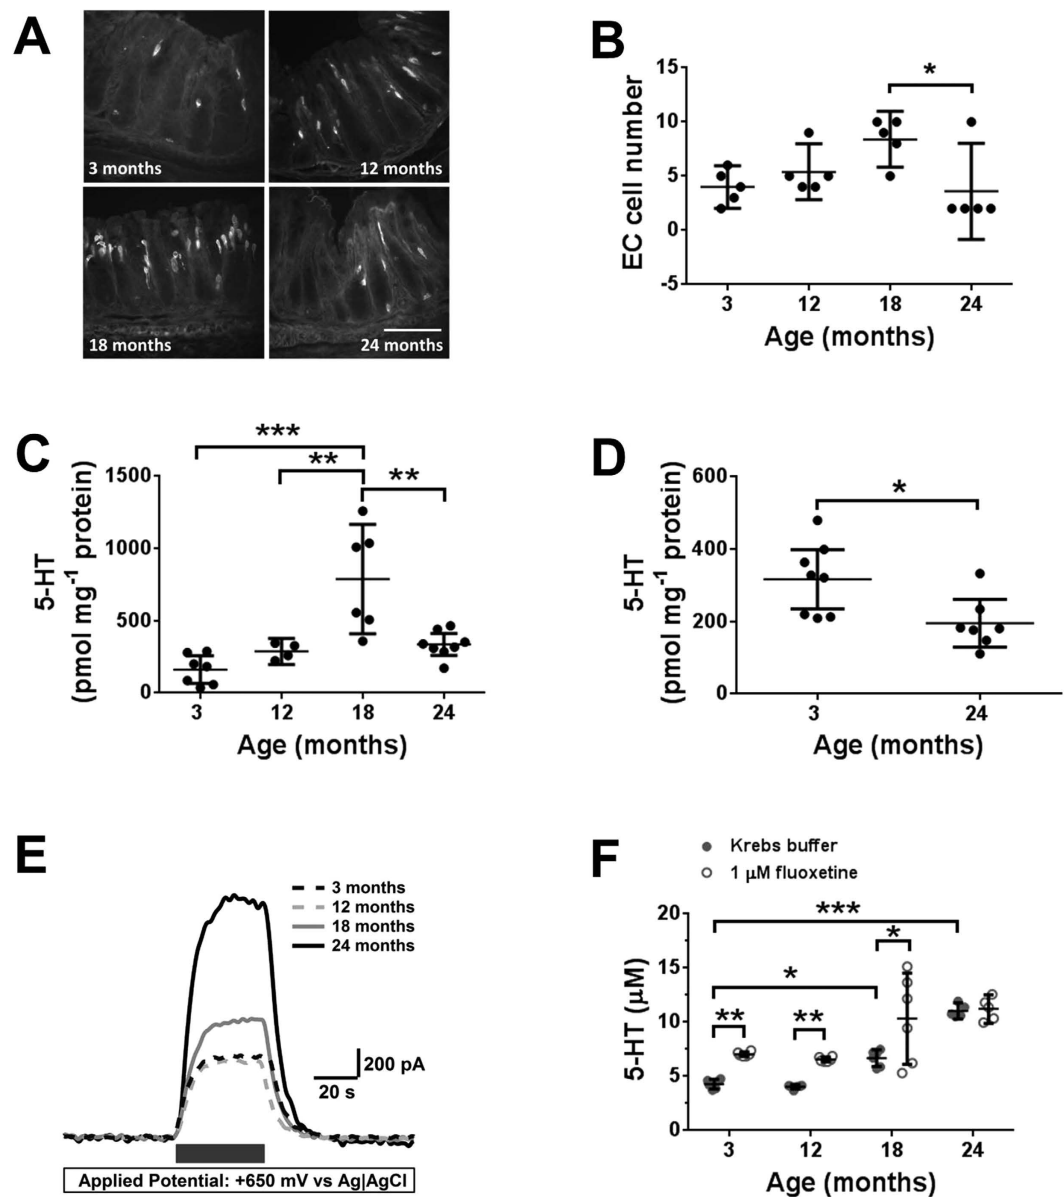 A
3 months
12 months
18 months
24 months
B
EC cell number
15
10
5
0
-5
*
3
12
18
24
Age (months)
C
5-HT
(pmol mg⁻¹ protein)
1500
1000
500
0
***
**
**
3
12
18
24
Age (months)
D
5-HT
(pmol mg⁻¹ protein)
600
400
200
0
*
3
24
Age (months)
E
3 months
12 months
18 months
24 months
200 pA
20 s
Applied Potential: +650 mV vs Ag|AgCl
F
Krebs buffer
1 μM fluoxetine
5-HT (μM)
20
15
10
5
0
***
*
*
**
**
3
12
18
24
Age (months)